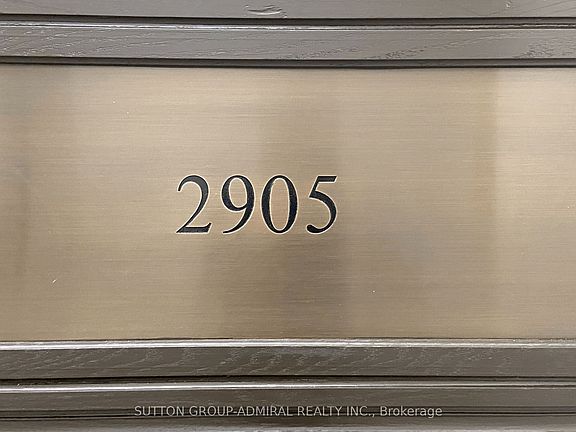 2905
SUTTON GROUP-ADMIRAL REALTY INC., Brokerage